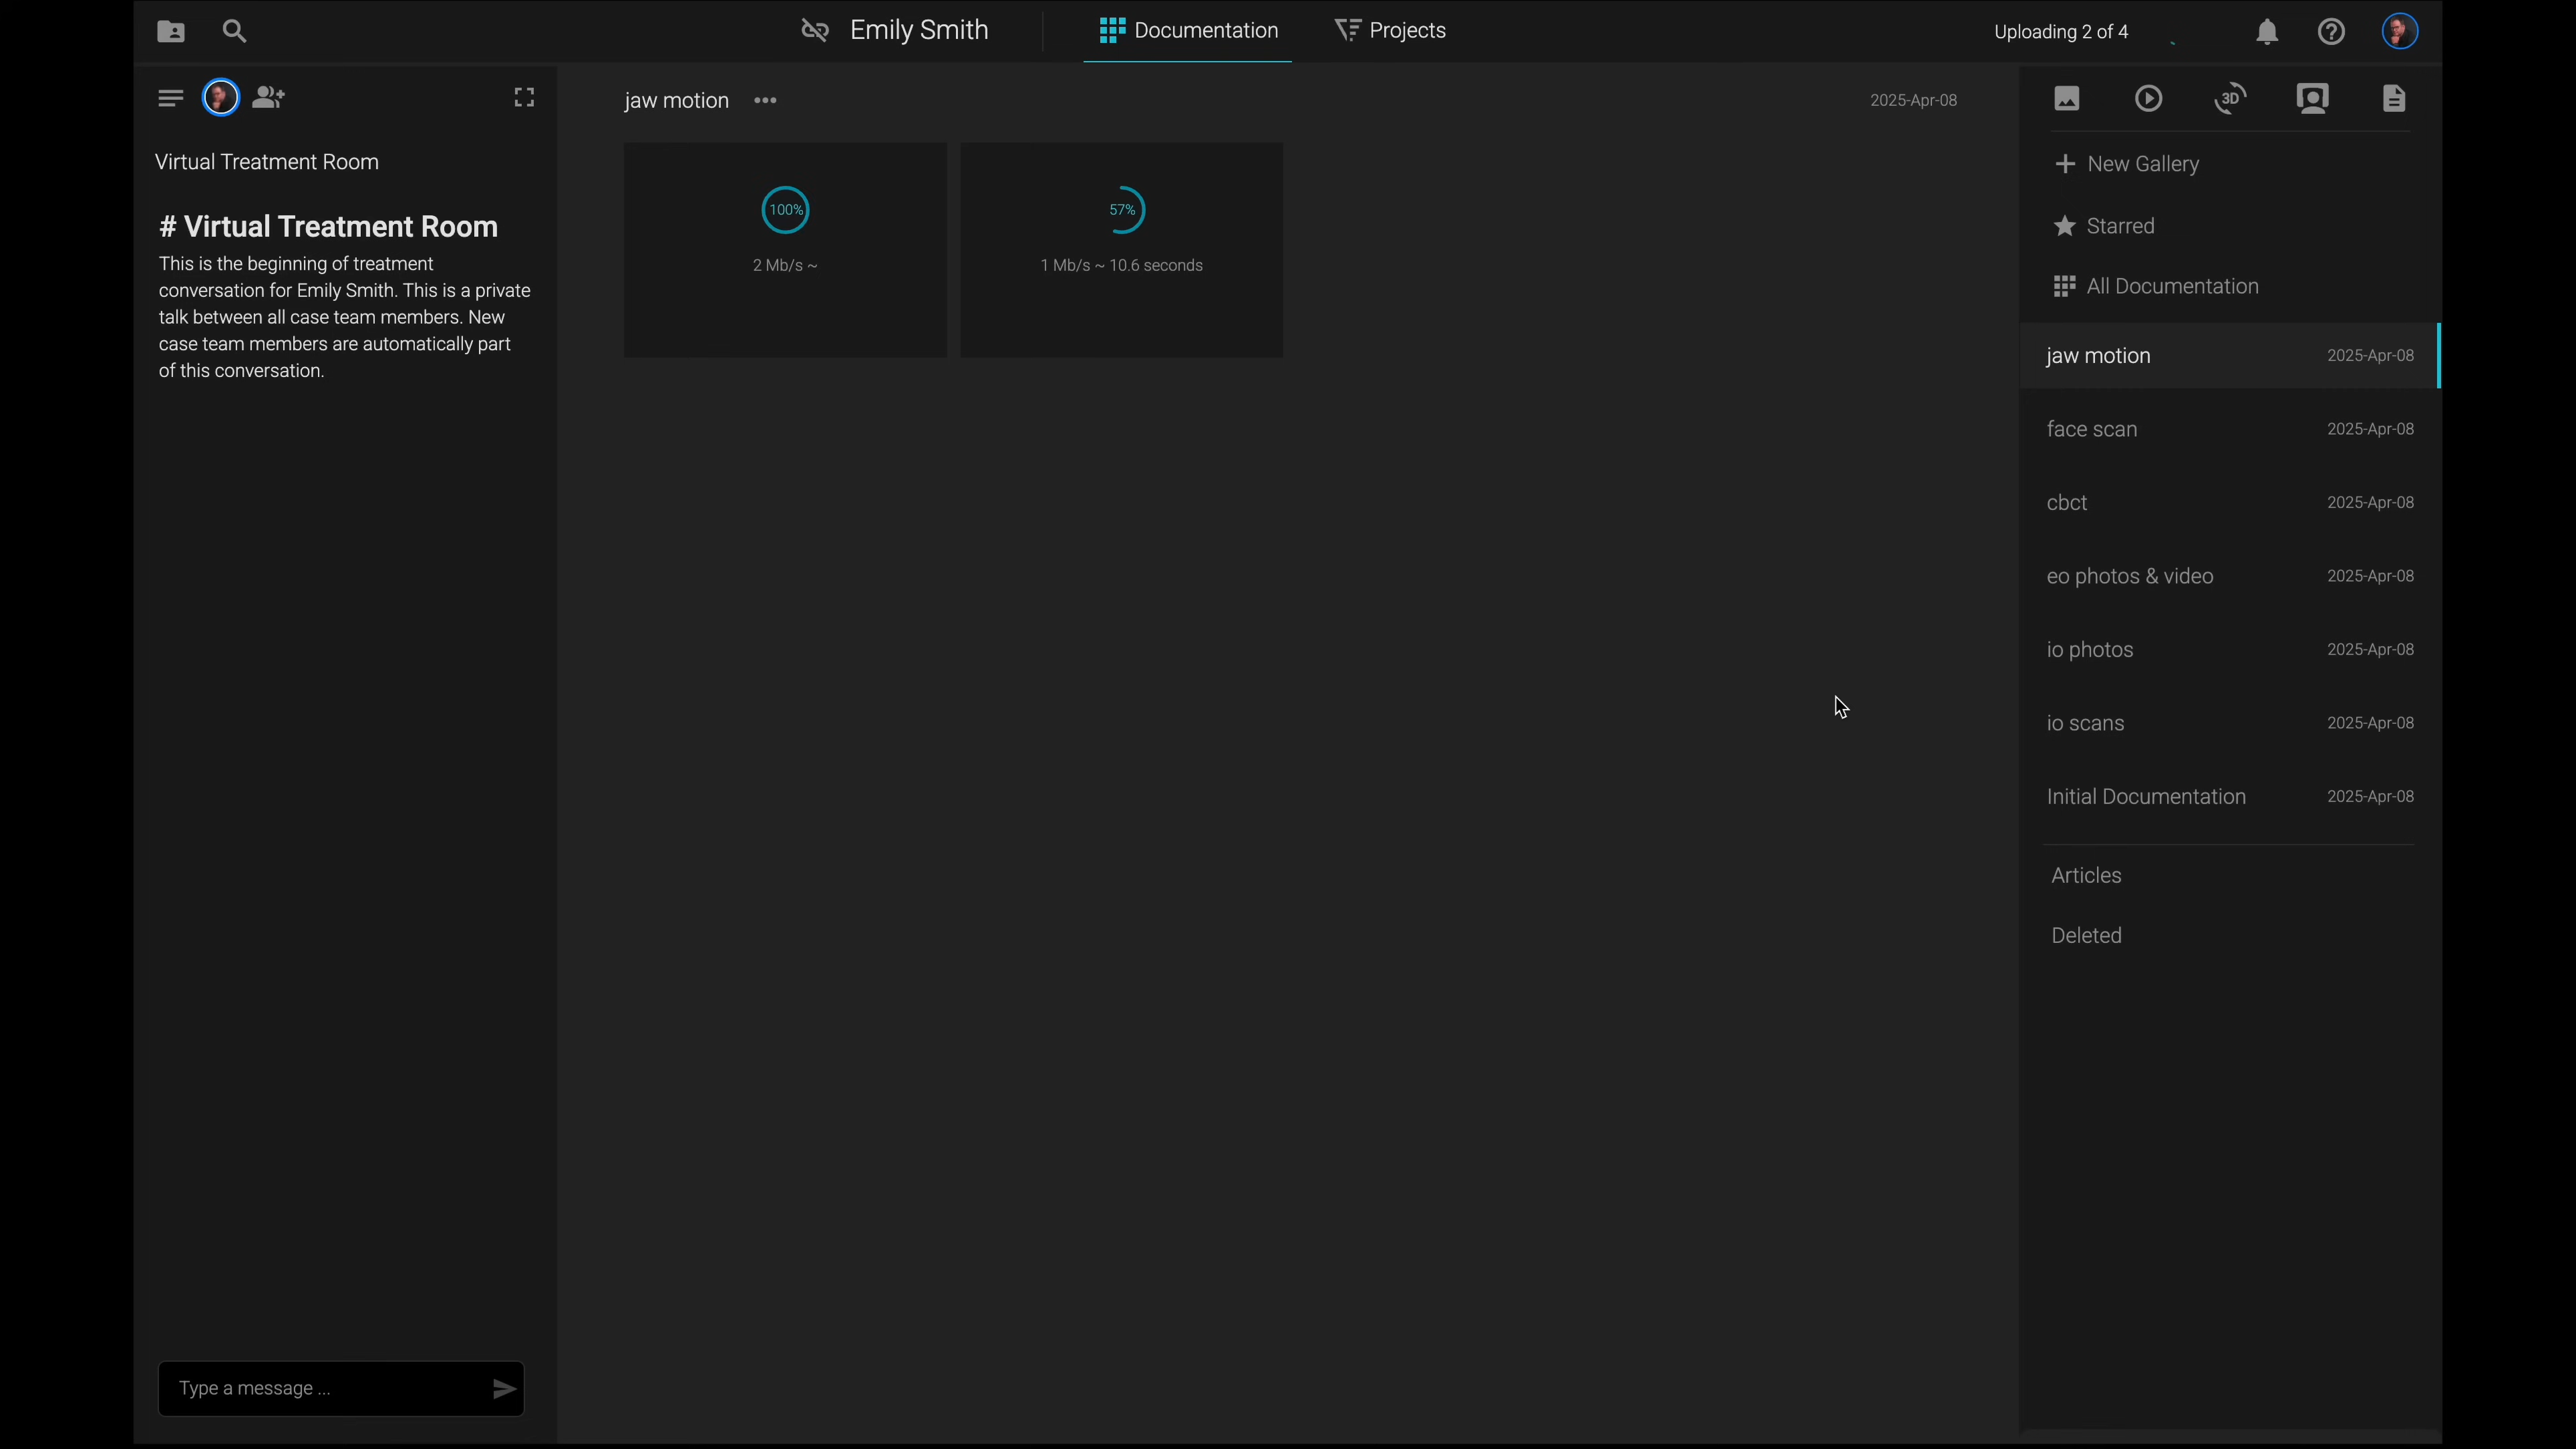 Emily Smith
Documentation
Projects
Uploading 2 of 4
Virtual Treatment Room
# Virtual Treatment Room
This is the beginning of treatment
conversation for Emily Smith. This is a private
talk between all case team members. New
case team members are automatically part
of this conversation.
Type a message ...
jaw motion
2025-Apr-08
100%
2 Mb/s ~
57%
1 Mb/s ~ 10.6 seconds
3D
New Gallery
Starred
All Documentation
jaw motion 2025-Apr-08
face scan 2025-Apr-08
cbct 2025-Apr-08
eo photos & video 2025-Apr-08
io photos 2025-Apr-08
io scans 2025-Apr-08
Initial Documentation 2025-Apr-08
Articles
Deleted